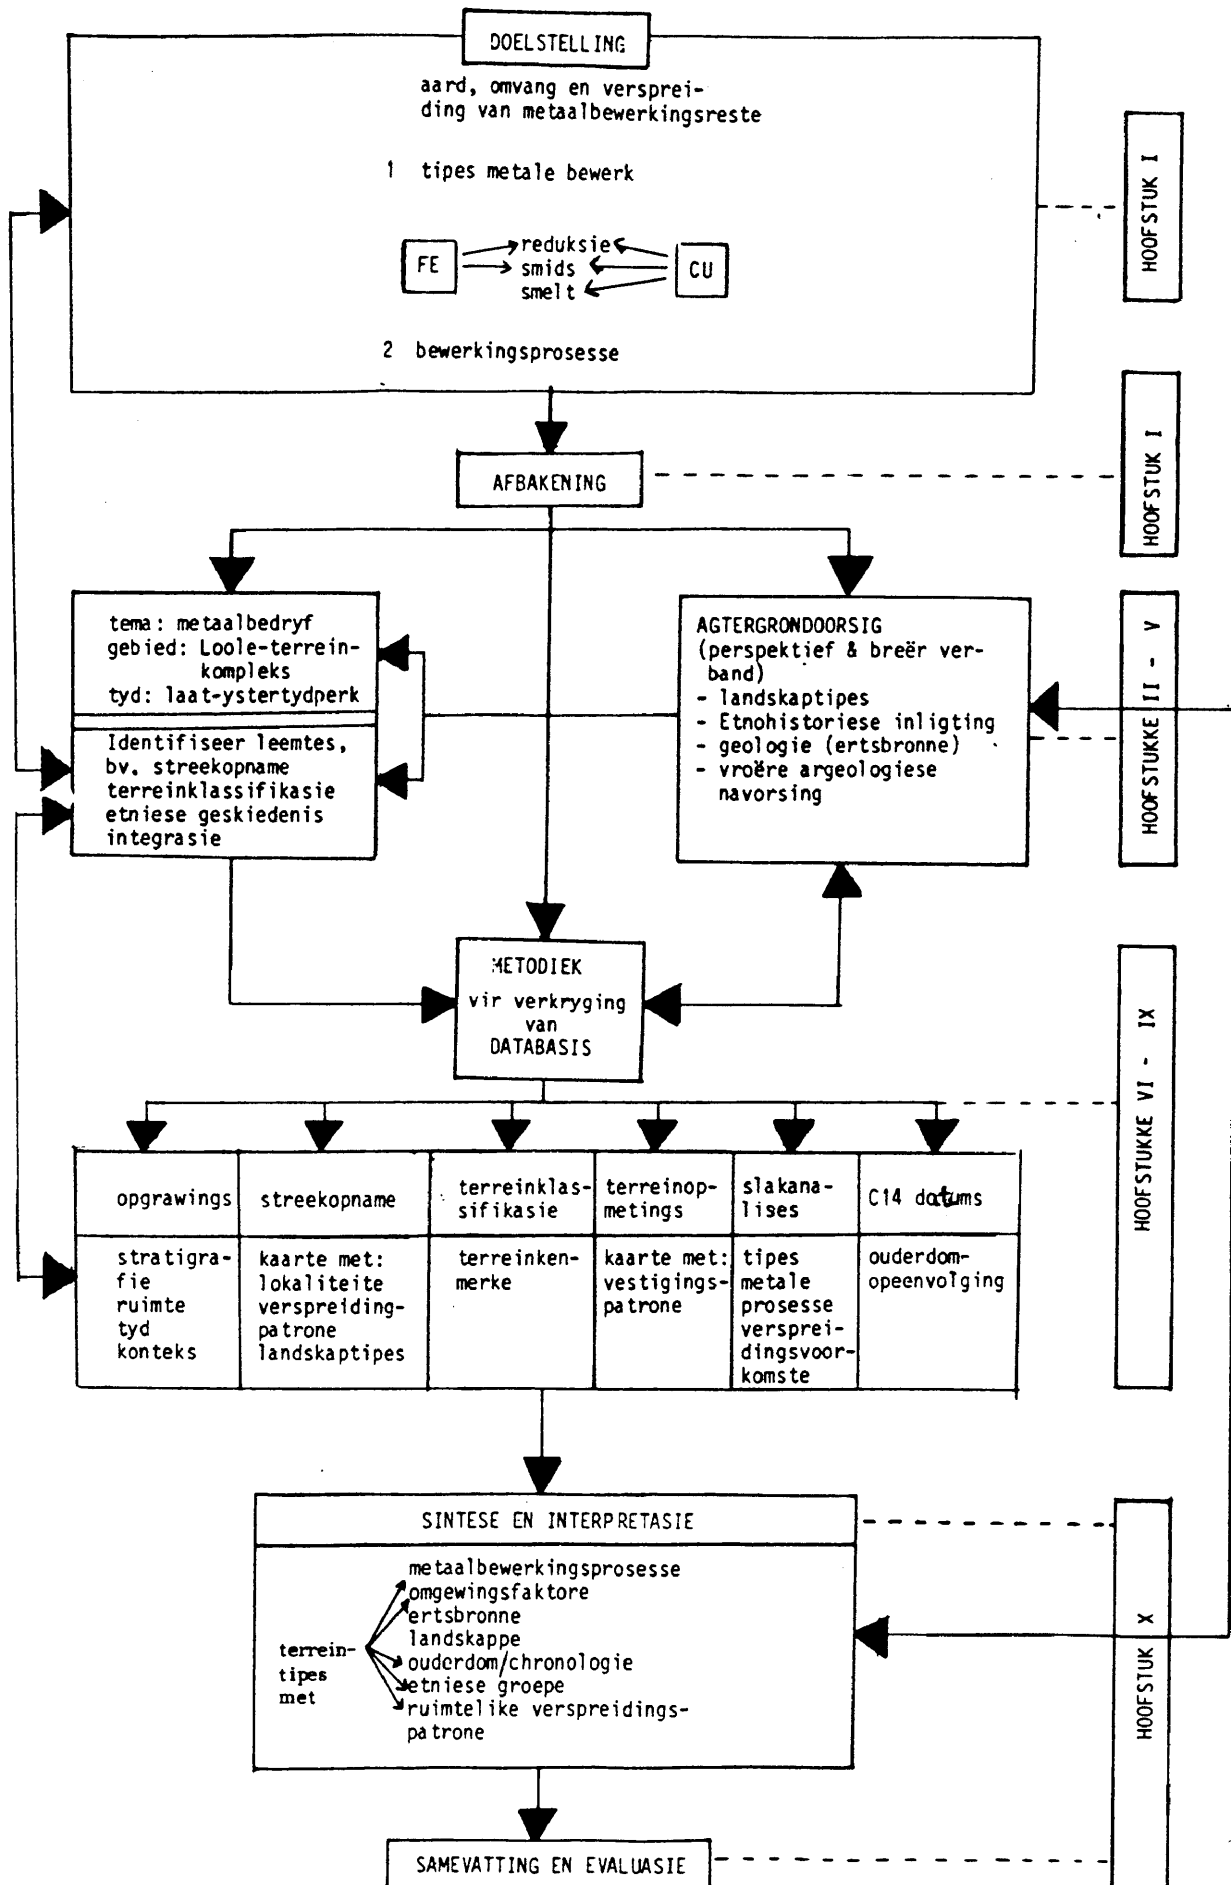 DOELSTELLING
aard, omvang enversprei-
ding van metaalbewerkingsreste
1 tipes metale bewerk
FE
reduksie
smids
smelt
CU
2 bewerkingsprosesse
HOOFSTUK I
AFBAKENING
HOOFSTUK I
tema: metaalbedryf
gebied: Loole-terrein-
kompleks
tyd: laat-ystertydperk
Identifiseer leemtes,
bv. streekopname
terreinklassifikasie
etniese geskiedenis
integrasie
AGTERGRONDOORSIG
(perspektief & breër ver-
band)
- landskaptipes
- Etnohistoriese inligting
- geologie (ertsbronne)
- vroëre argeologiese
navorsing
HOOFSTUKKE II - V
METODIEK
vir verkryging
van
DATABASIS
HOOFSTUKKE VI - IX
opgrawings
stratigra-
fie
ruimte
tyd
konteks
streekopname
kaarte met:
lokaliteite
verspreiding-
patrone
landskaptipes
terreinklas-
sifikasie
terreinken-
merke
terreinop-
metings
kaarte met:
vestigings-
patrone
slakana-
lises
tipes
metale
prosesse
versprei-
dingsvoor-
komste
C14 datums
ouderdom-
opeenvolging
SINTESE EN INTERPRETASIE
terrein-
tipes
met
metaalbewerkingsprosesse
omgewingsfaktore
ertsbronne
landskappe
ouderdom/chronologie
etniese groepe
ruimtelike verspreidings-
patrone
HOOFSTUK X
SAMEVATTING EN EVALUASIE